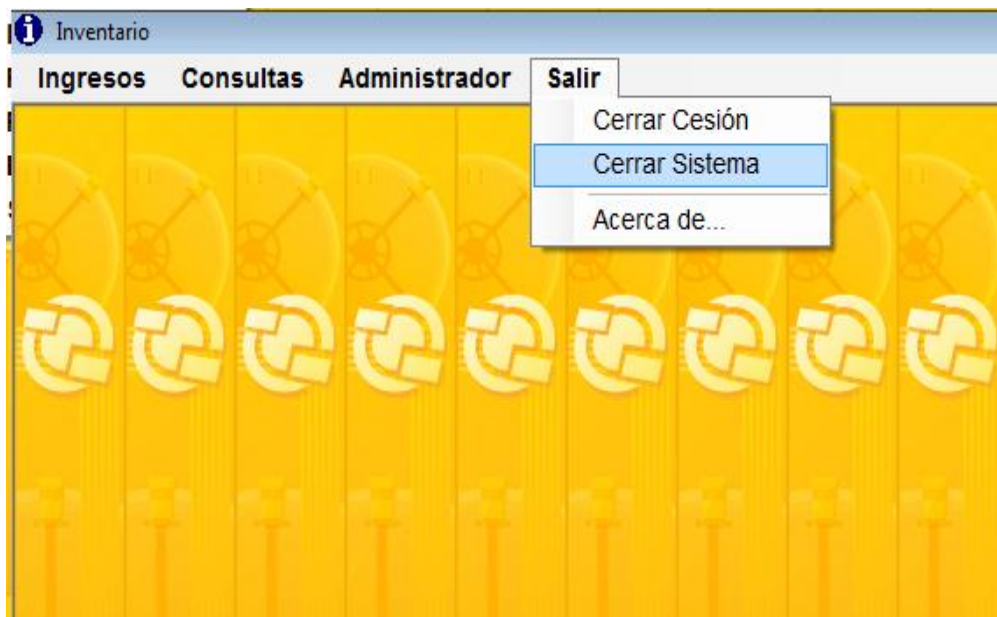 Inventario
Ingresos Consultas Administrador Salir
Cerrar Cesión
Cerrar Sistema
Acerca de...